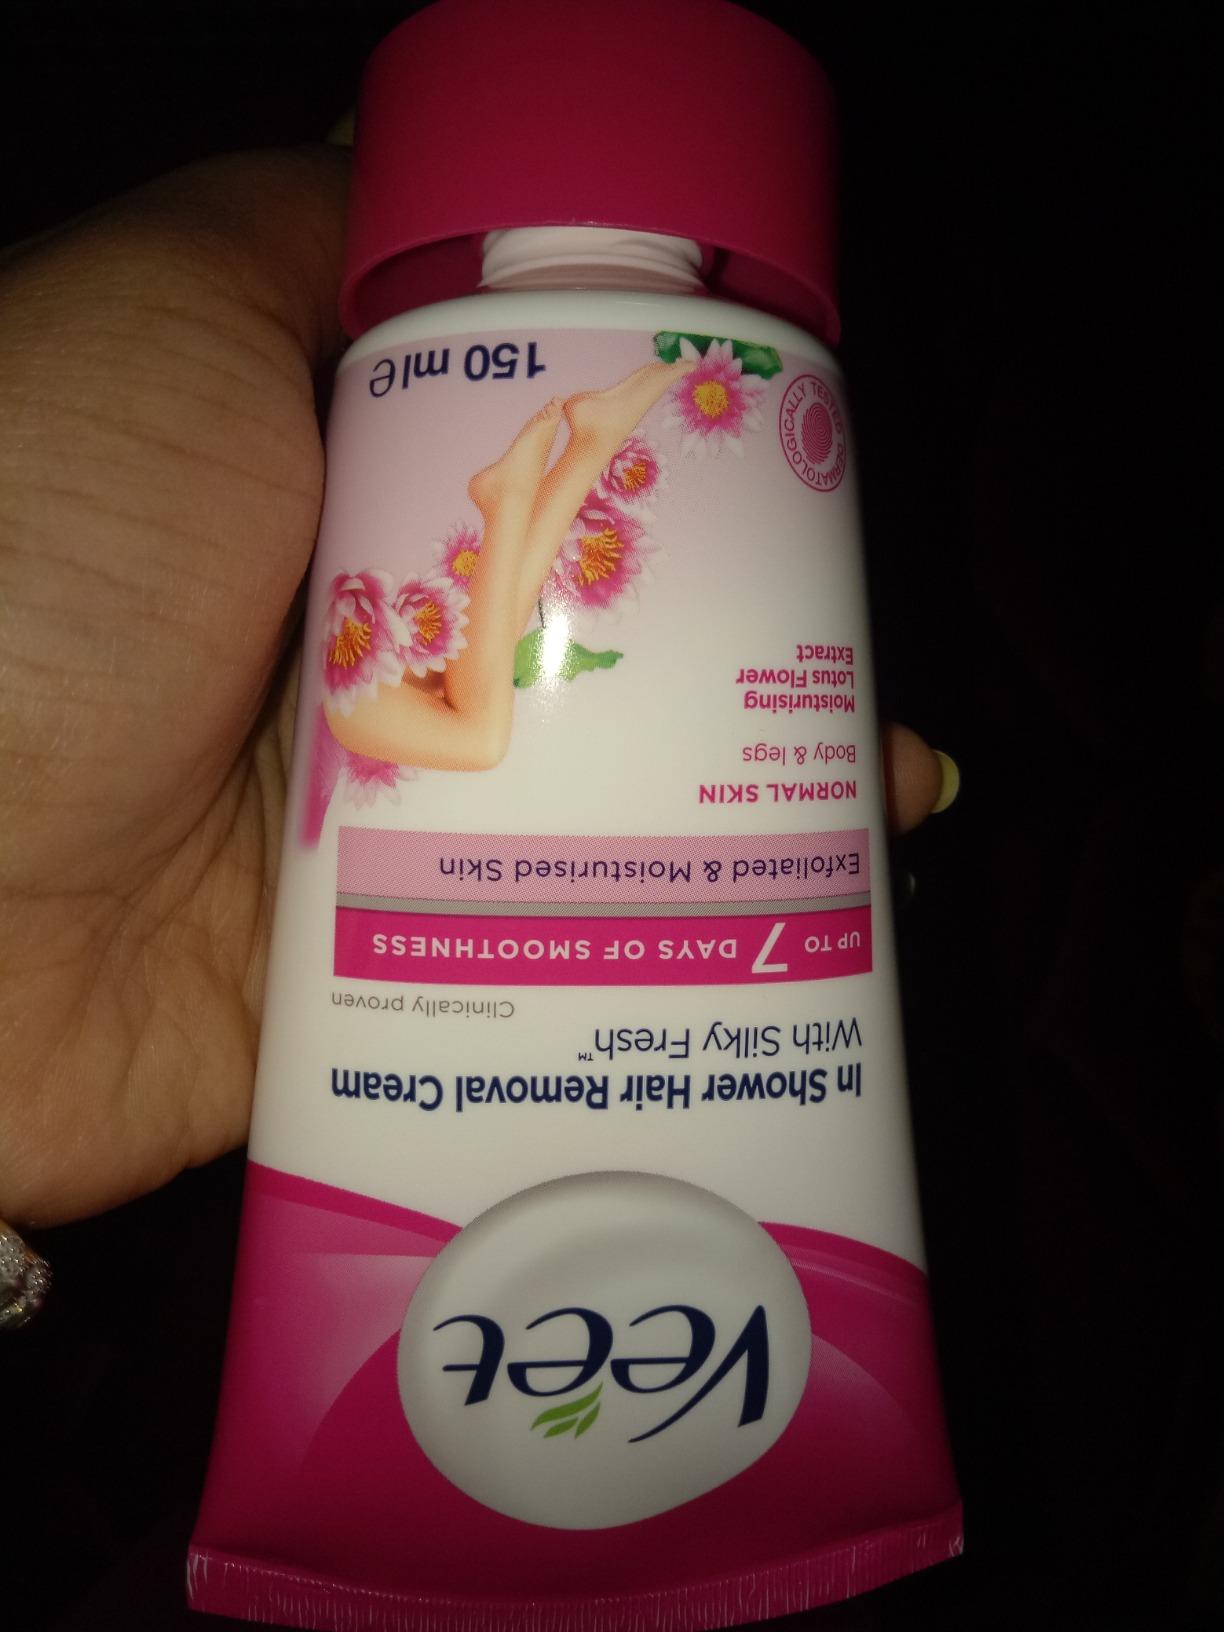 Veet
In Shower Hair Removal Cream
With Silky Fresh™
Clinically proven
UP TO 7 DAYS OF SMOOTHNESS
Exfoliated & Moisturised Skin
NORMAL SKIN
Body & legs
Moisturising
Lotus Flower
Extract
DERMATOLOGICALLY TESTED
150 ml e